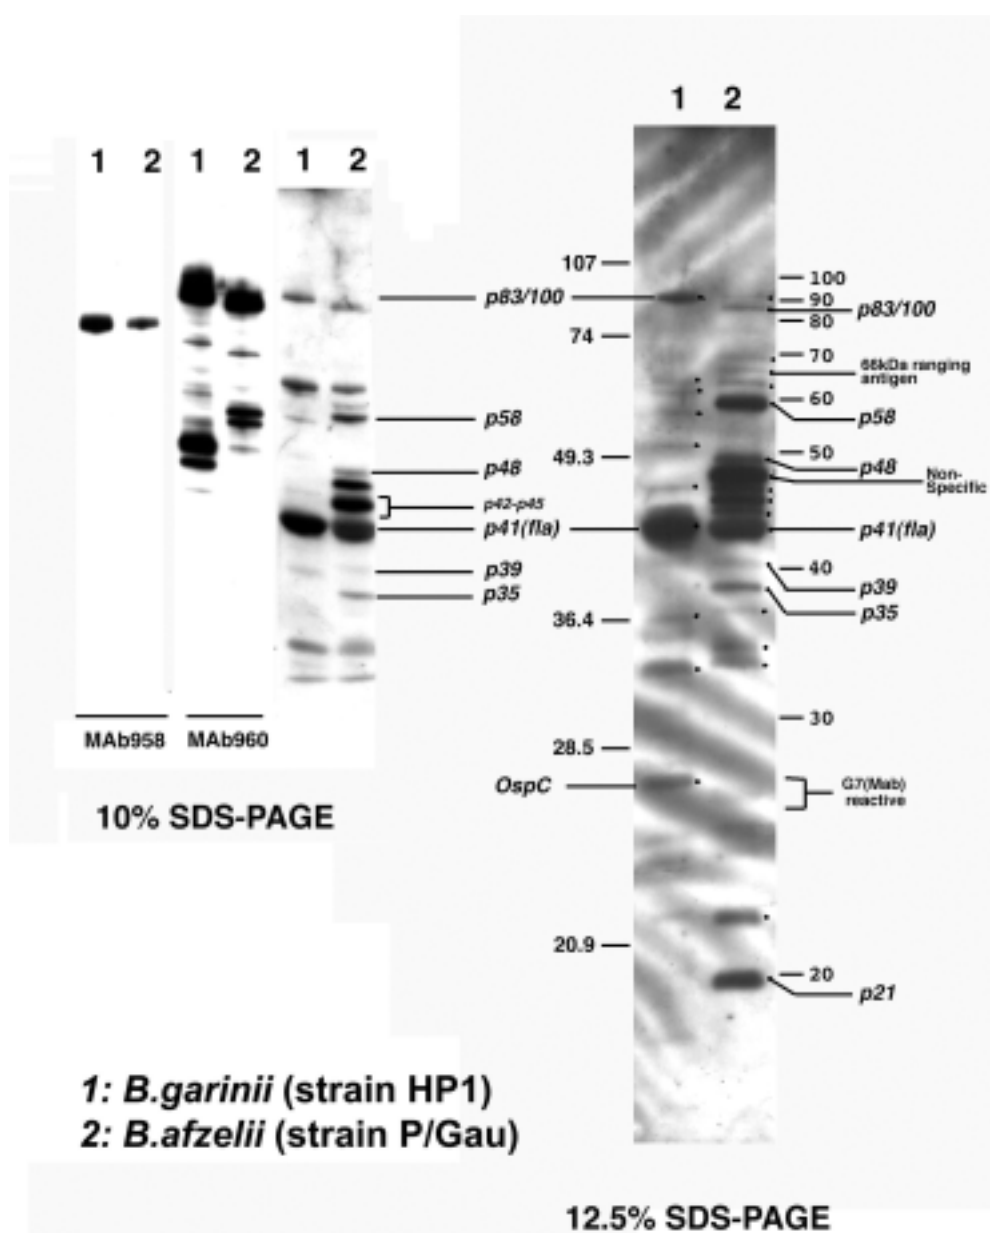 1 2
1 2
1 2
1 2
107
74
49.3
36.4
28.5
20.9
p83/100
p58
p48
p42-p45
p41(fla)
p39
p35
OspC
100
90
80
70
60
50
40
30
20
p83/100
66kDa ranging
antigen
p58
p48
Non-
Specific
p41(fla)
p39
p35
G7(Mab)
reactive
p21
MAb958 MAb960
10% SDS-PAGE
1: B.garinii (strain HP1)
2: B.afzelii (strain P/Gau)
12.5% SDS-PAGE